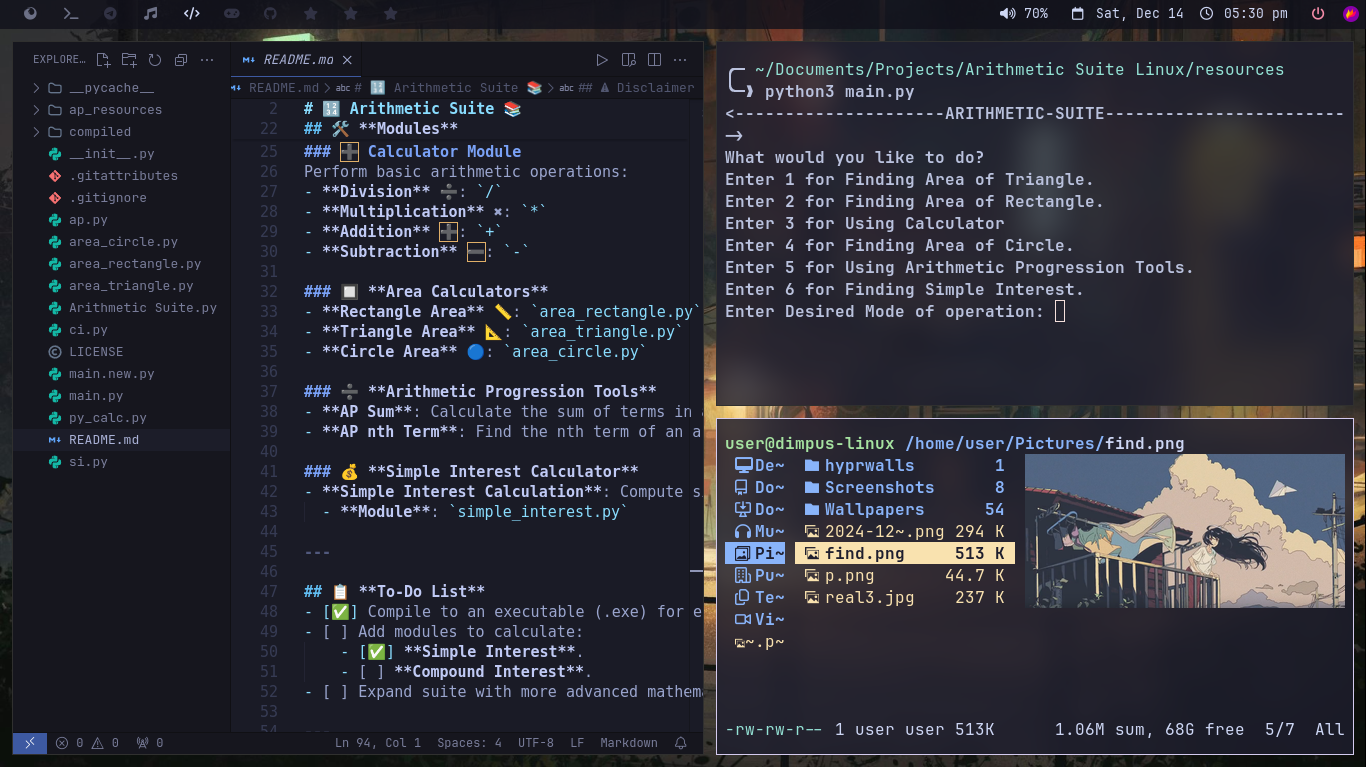 70% Sat, Dec 14 05:30 pm
EXPLORE…
__pycache__
ap_resources
compiled
__init__.py
.gitattributes
.gitignore
ap.py
area_circle.py
area_rectangle.py
area_triangle.py
Arithmetic Suite.py
ci.py
LICENSE
main.new.py
main.py
py_calc.py
README.md
si.py
README.md
README.md > abc # 🔢 Arithmetic Suite 📚 > abc ## ⚠ Disclaimer
2 # 🔢 Arithmetic Suite 📚
22 ## 🛠 **Modules**
25 ### ➕ Calculator Module
26 Perform basic arithmetic operations:
27 - **Division** ➗: `/`
28 - **Multiplication** ✖: `*`
29 - **Addition** ➕: `+`
30 - **Subtraction** ➖: `-`
31
32 ### 🔲 **Area Calculators**
33 - **Rectangle Area** 📏: `area_rectangle.py`
34 - **Triangle Area** 📐: `area_triangle.py`
35 - **Circle Area** 🔵: `area_circle.py`
36
37 ### ➗ **Arithmetic Progression Tools**
38 - **AP Sum**: Calculate the sum of terms in
39 - **AP nth Term**: Find the nth term of an a
40
41 ### 💰 **Simple Interest Calculator**
42 - **Simple Interest Calculation**: Compute s
43 - **Module**: `simple_interest.py`
44
45 ---
46
47 ## 📋 **To-Do List**
48 - [✅] Compile to an executable (.exe) for e
49 - [ ] Add modules to calculate:
50 - [✅] **Simple Interest**.
51 - [ ] **Compound Interest**.
52 - [ ] Expand suite with more advanced mathema
53
0 0 0 Ln 94, Col 1 Spaces: 4 UTF-8 LF Markdown
~/Documents/Projects/Arithmetic Suite Linux/resources
❯ python3 main.py
<---------------------ARITHMETIC-SUITE------------------------
->
What would you like to do?
Enter 1 for Finding Area of Triangle.
Enter 2 for Finding Area of Rectangle.
Enter 3 for Using Calculator
Enter 4 for Finding Area of Circle.
Enter 5 for Using Arithmetic Progression Tools.
Enter 6 for Finding Simple Interest.
Enter Desired Mode of operation:
user@dimpus-linux /home/user/Pictures/find.png
De~ hyprwalls 1
Do~ Screenshots 8
Do~ Wallpapers 54
Mu~ 2024-12~.png 294 K
Pi~ find.png 513 K
Pu~ p.png 44.7 K
Te~ real3.jpg 237 K
Vi~
~.p~
-rw-rw-r-- 1 user user 513K 1.06M sum, 68G free 5/7 All